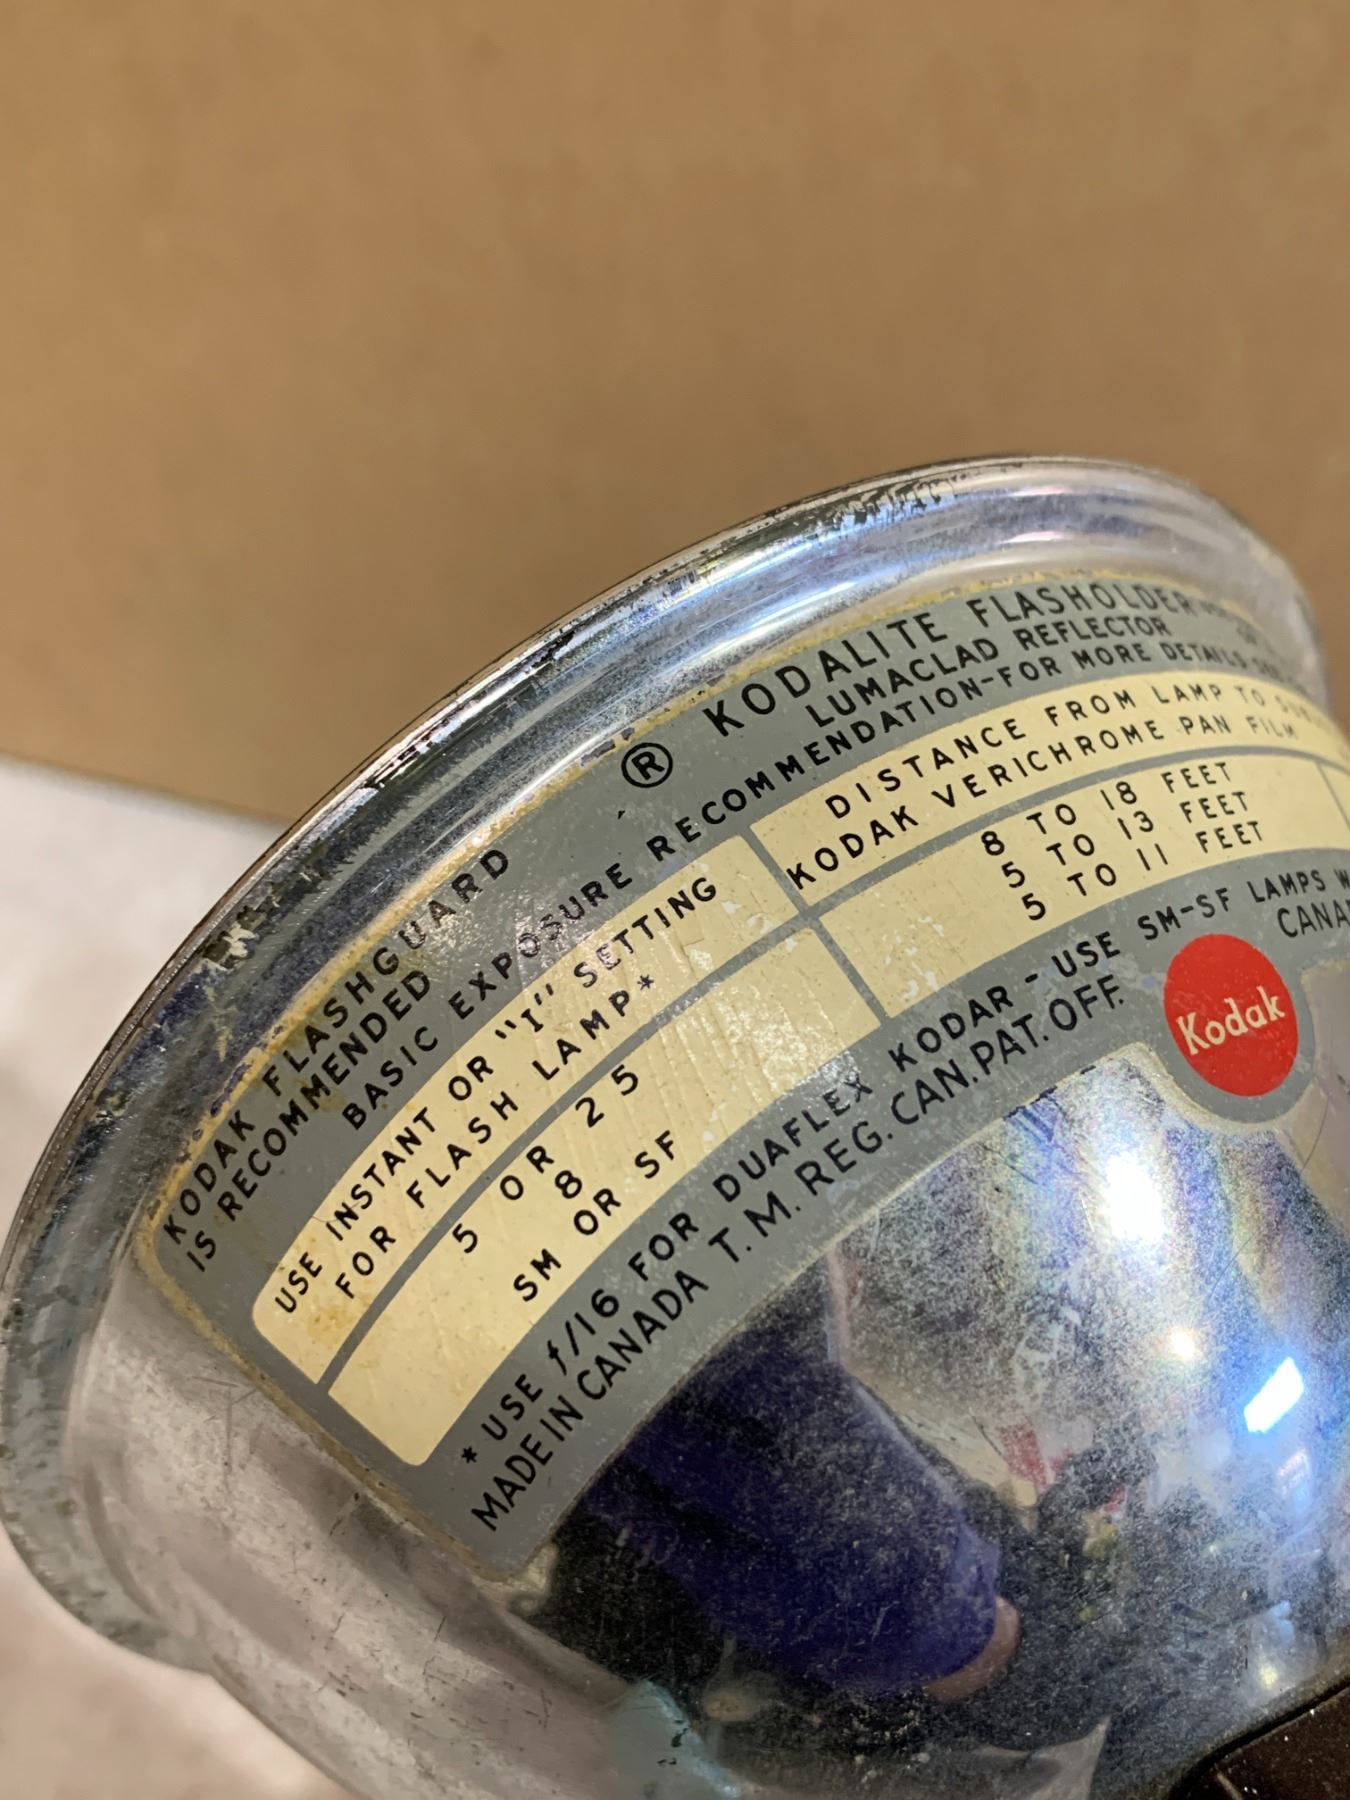 ® KODALITE FLASHOLDER
LUMACLAD REFLECTOR
KODAK FLASHGUARD
IS RECOMMENDED
BASIC EXPOSURE RECOMMENDATION-FOR MORE DETAILS
USE INSTANT OR "I" SETTING
FOR FLASH LAMP*
DISTANCE FROM LAMP TO
KODAK VERICHROME PAN FILM
5 OR 25
8 TO 18 FEET
8
5 TO 13 FEET
SM OR SF
5 TO 11 FEET
* USE f/16 FOR DUAFLEX KODAR - USE SM-SF LAMPS
MADE IN CANADA T. M. REG. CAN. PAT. OFF.
Kodak